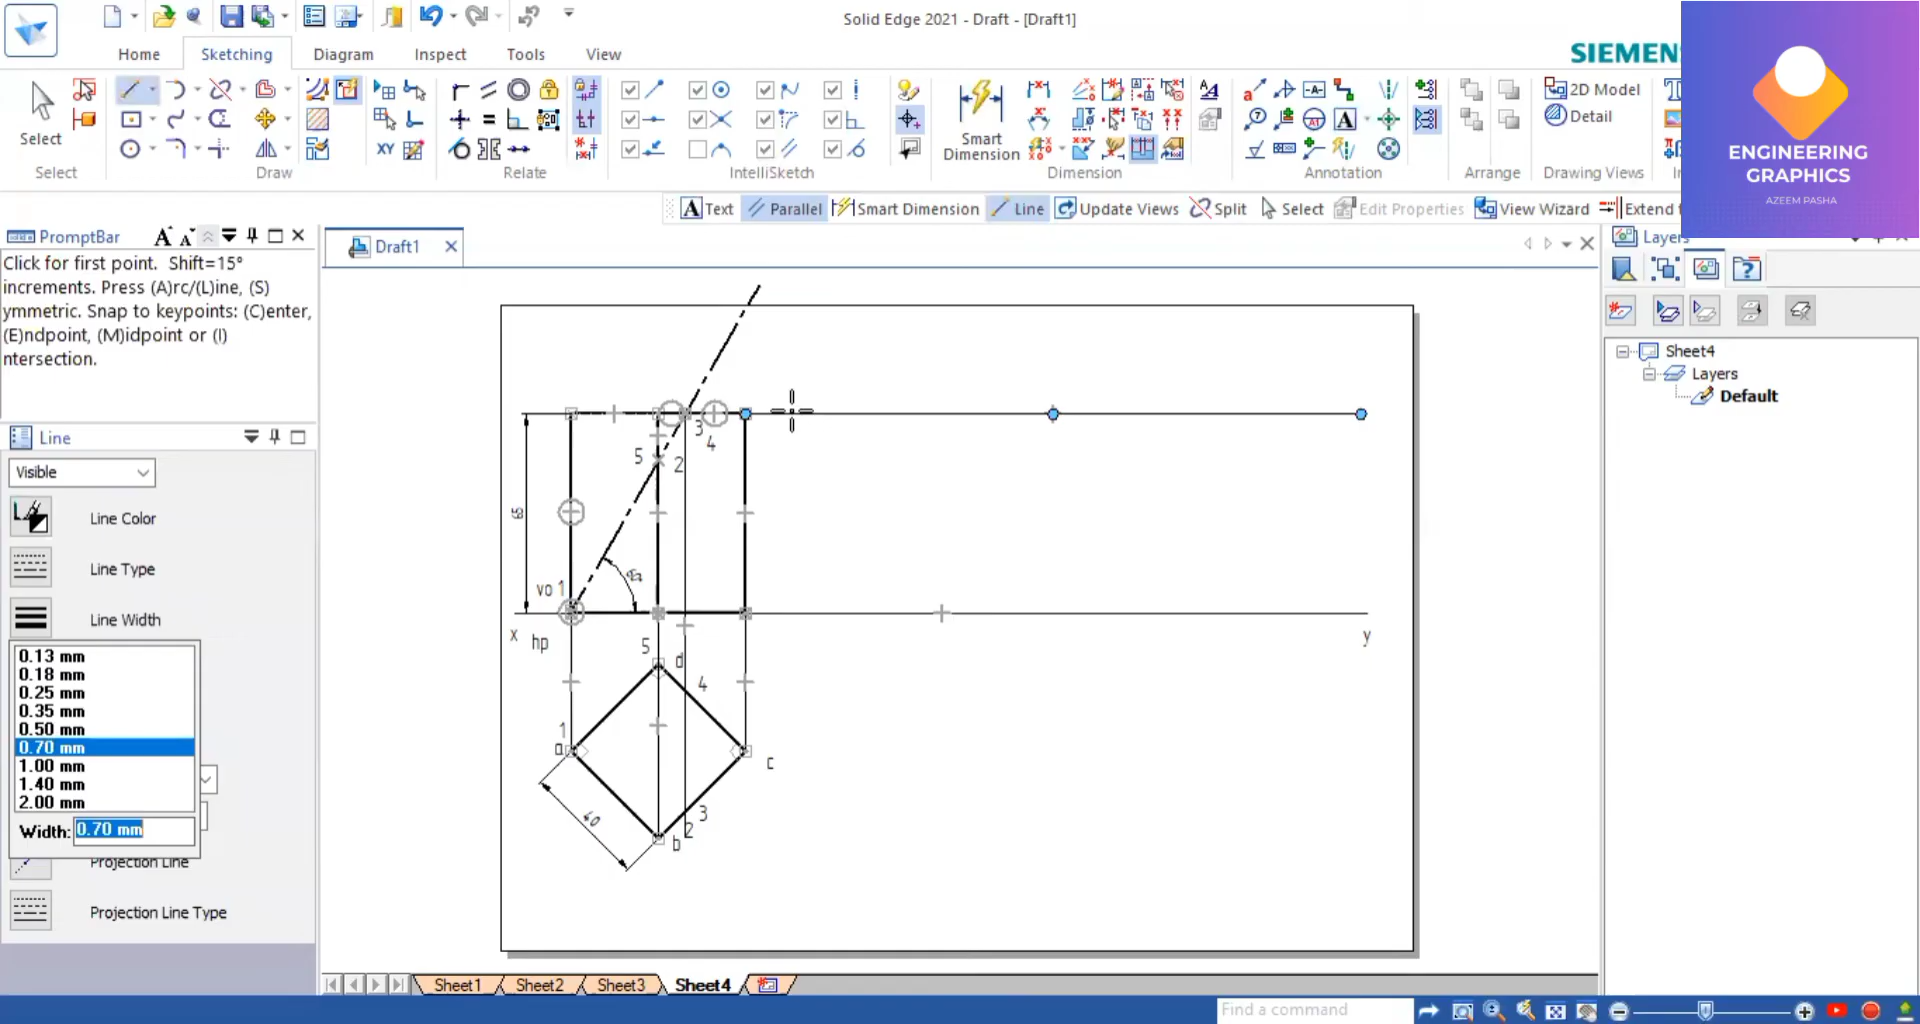 Solid Edge 2021 - Draft - [Draft1]
Home
Sketching
Diagram
Inspect
Tools
View
SIEMENS
ENGINEERING
GRAPHICS
AZEEM PASHA
Select
Smart
Dimension
2D Model
Detail
XY
Select
Draw
Relate
IntelliSketch
Dimension
Annotation
Arrange
Drawing Views
Text
Parallel
Smart Dimension
Line
Update Views
Split
Select
Edit Properties
View Wizard
Extend
PromptBar
Click for first point. Shift=15°
increments. Press (A)rc/(L)ine, (S)
ymmetric. Snap to keypoints: (C)enter,
(E)ndpoint, (M)idpoint or (I)
ntersection.
Draft1
Layers
Sheet4
Layers
Default
Line
Visible
Line Color
Line Type
Line Width
0.13 mm
0.18 mm
0.25 mm
0.35 mm
0.50 mm
0.70 mm
1.00 mm
1.40 mm
2.00 mm
Width: 0.70 mm
Projection Line
Projection Line Type
3
4
5
2
65
vo 1
x
hp
y
5
d
4
1
a
c
40
3
2
b
Sheet1
Sheet2
Sheet3
Sheet4
Find a command